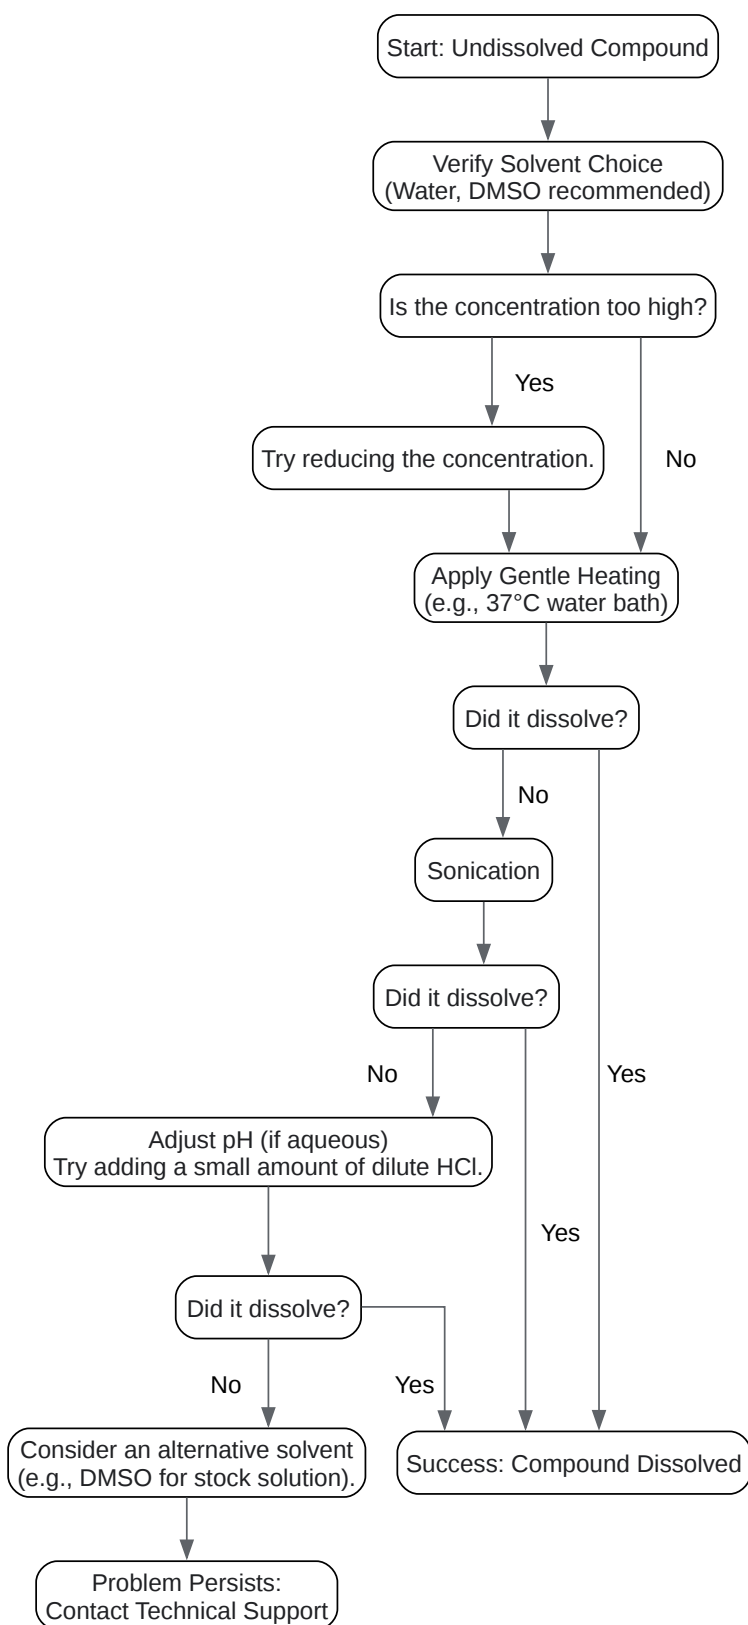 Start: Undissolved Compound
Verify Solvent Choice
(Water, DMSO recommended)
Is the concentration too high?
Yes
Try reducing the concentration.
No
Apply Gentle Heating
(e.g., 37°C water bath)
Did it dissolve?
No
Sonication
Did it dissolve?
No
Yes
Adjust pH (if aqueous)
Try adding a small amount of dilute HCl.
Yes
Did it dissolve?
No
Yes
Consider an alternative solvent
(e.g., DMSO for stock solution).
Success: Compound Dissolved
Problem Persists:
Contact Technical Support